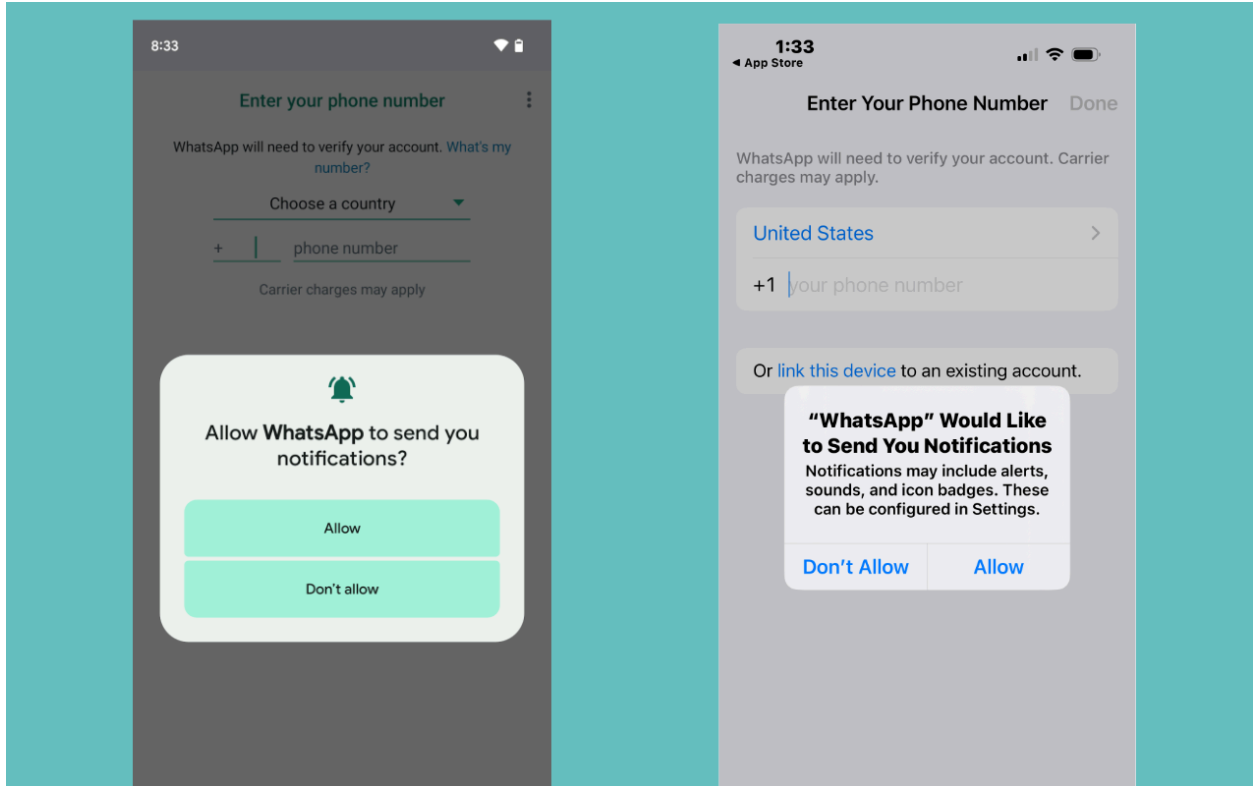 8:33
Enter your phone number
WhatsApp will need to verify your account. What's my
number?
Choose a country
+ phone number
Carrier charges may apply
Allow WhatsApp to send you
notifications?
Allow
Don't allow
1:33
App Store
Enter Your Phone Number Done
WhatsApp will need to verify your account. Carrier
charges may apply.
United States
+1 your phone number
Or link this device to an existing account.
“WhatsApp” Would Like
to Send You Notifications
Notifications may include alerts,
sounds, and icon badges. These
can be configured in Settings.
Don’t Allow Allow